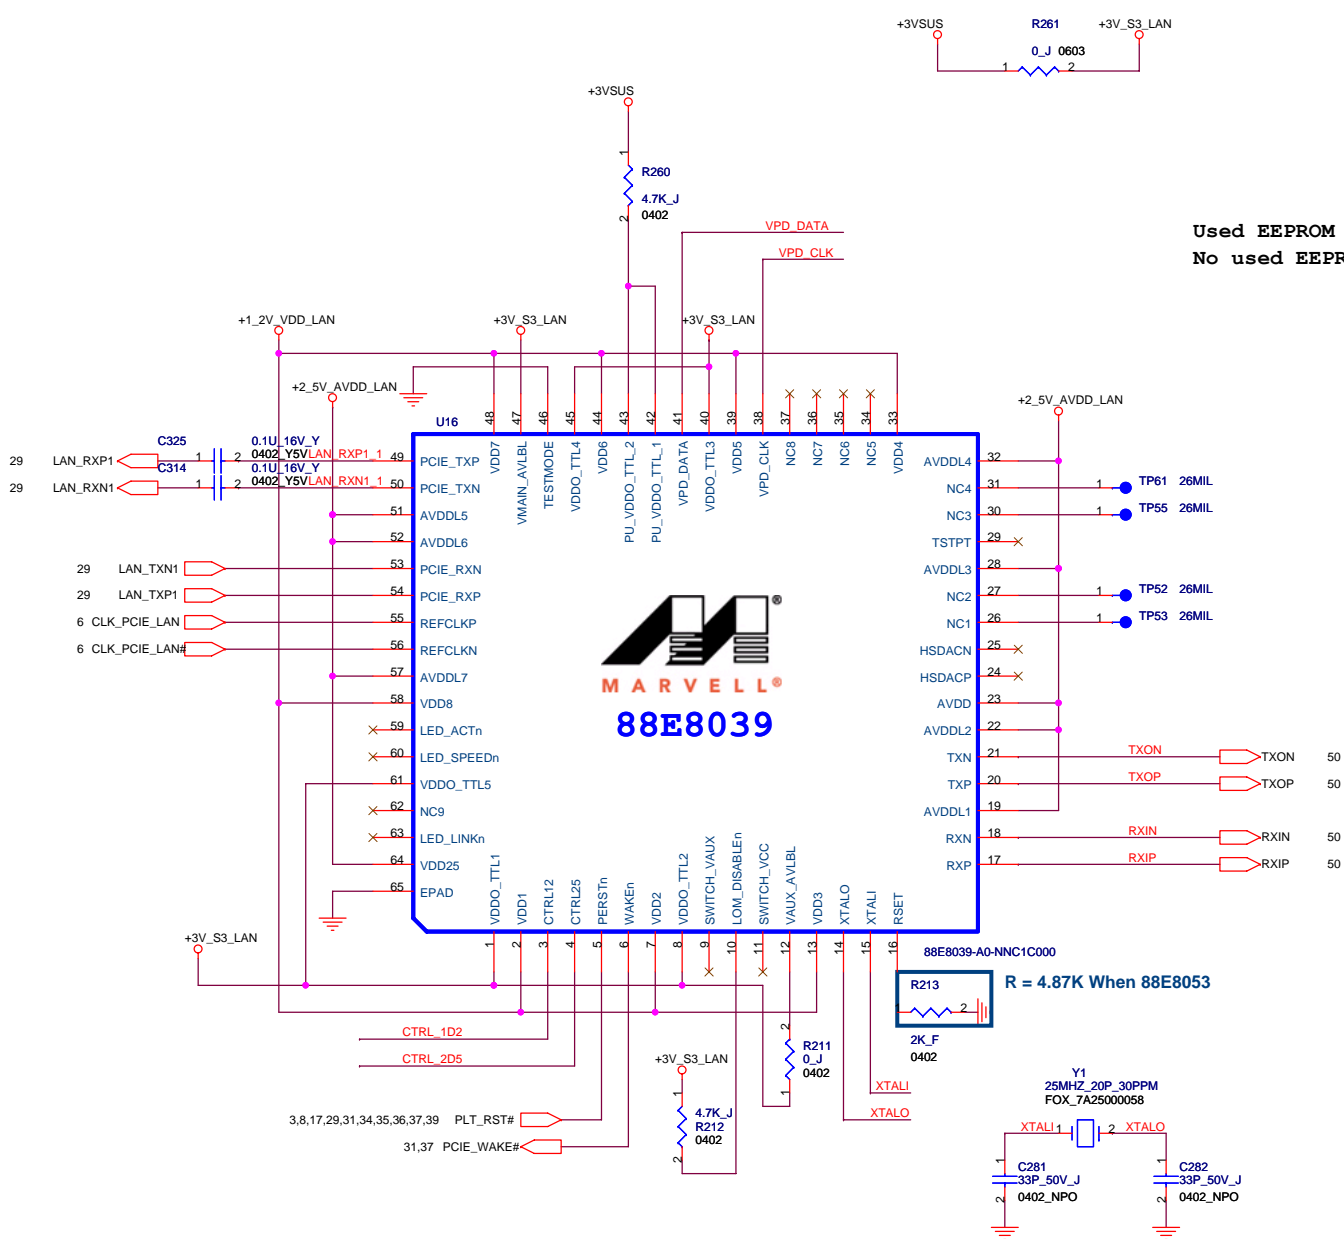 +3VSUS
R261
+3V_S3_LAN
0_J 0603
1
2
+3VSUS
1
R260
4.7K_J
0402
2
VPD_DATA
VPD_CLK
Used EEPROM
No used EEPR
+1_2V_VDD_LAN
+3V_S3_LAN
+3V_S3_LAN
+2_5V_AVDD_LAN
+2_5V_AVDD_LAN
U16
48
47
46
45
44
43
42
41
40
39
38
37
36
35
34
33
VDD7
VMAIN_AVLBL
TESTMODE
VDDO_TTL4
VDD6
PU_VDDO_TTL_2
PU_VDDO_TTL_1
VPD_DATA
VDDO_TTL3
VDD5
VPD_CLK
NC8
NC7
NC6
NC5
VDD4
C325
0.1U_16V_Y
0402_Y5V
29 LAN_RXP1
1
2
LAN_RXP1_1
49 PCIE_TXP
C314
0.1U_16V_Y
0402_Y5V
29 LAN_RXN1
1
2
LAN_RXN1_1
50 PCIE_TXN
51 AVDDL5
52 AVDDL6
29 LAN_TXN1
53 PCIE_RXN
29 LAN_TXP1
54 PCIE_RXP
6 CLK_PCIE_LAN
55 REFCLKP
6 CLK_PCIE_LAN#
56 REFCLKN
57 AVDDL7
58 VDD8
59 LED_ACTn
60 LED_SPEEDn
61 VDDO_TTL5
62 NC9
63 LED_LINKn
64 VDD25
65 EPAD
AVDDL4 32
NC4 31
1
TP61 26MIL
NC3 30
1
TP55 26MIL
TSTPT 29
AVDDL3 28
NC2 27
1
TP52 26MIL
NC1 26
1
TP53 26MIL
HSDACN 25
HSDACP 24
AVDD 23
AVDDL2 22
TXN 21
TXON
TXON 50
TXP 20
TXOP
TXOP 50
AVDDL1 19
RXN 18
RXIN
RXIN 50
RXP 17
RXIP
RXIP 50
®
MARVELL®
88E8039
VDDO_TTL1
VDD1
CTRL12
CTRL25
PERSTn
WAKEn
VDD2
VDDO_TTL2
SWITCH_VAUX
LOM_DISABLEn
SWITCH_VCC
VAUX_AVLBL
VDD3
XTALO
XTALI
RSET
1
2
3
4
5
6
7
8
9
10
11
12
13
14
15
16
+3V_S3_LAN
88E8039-A0-NNC1C000
R213
1
2
2K_F
0402
R = 4.87K When 88E8053
CTRL_1D2
CTRL_2D5
2
R211
0_J
0402
1
+3V_S3_LAN
1
4.7K_J
R212
0402
2
XTALI
XTALO
3,8,17,29,31,34,35,36,37,39 PLT_RST#
31,37 PCIE_WAKE#
Y1
25MHZ_20P_30PPM
FOX_7A25000058
XTALI
1
2
XTALO
1
C281
33P_50V_J
0402_NPO
2
1
C282
33P_50V_J
0402_NPO
2